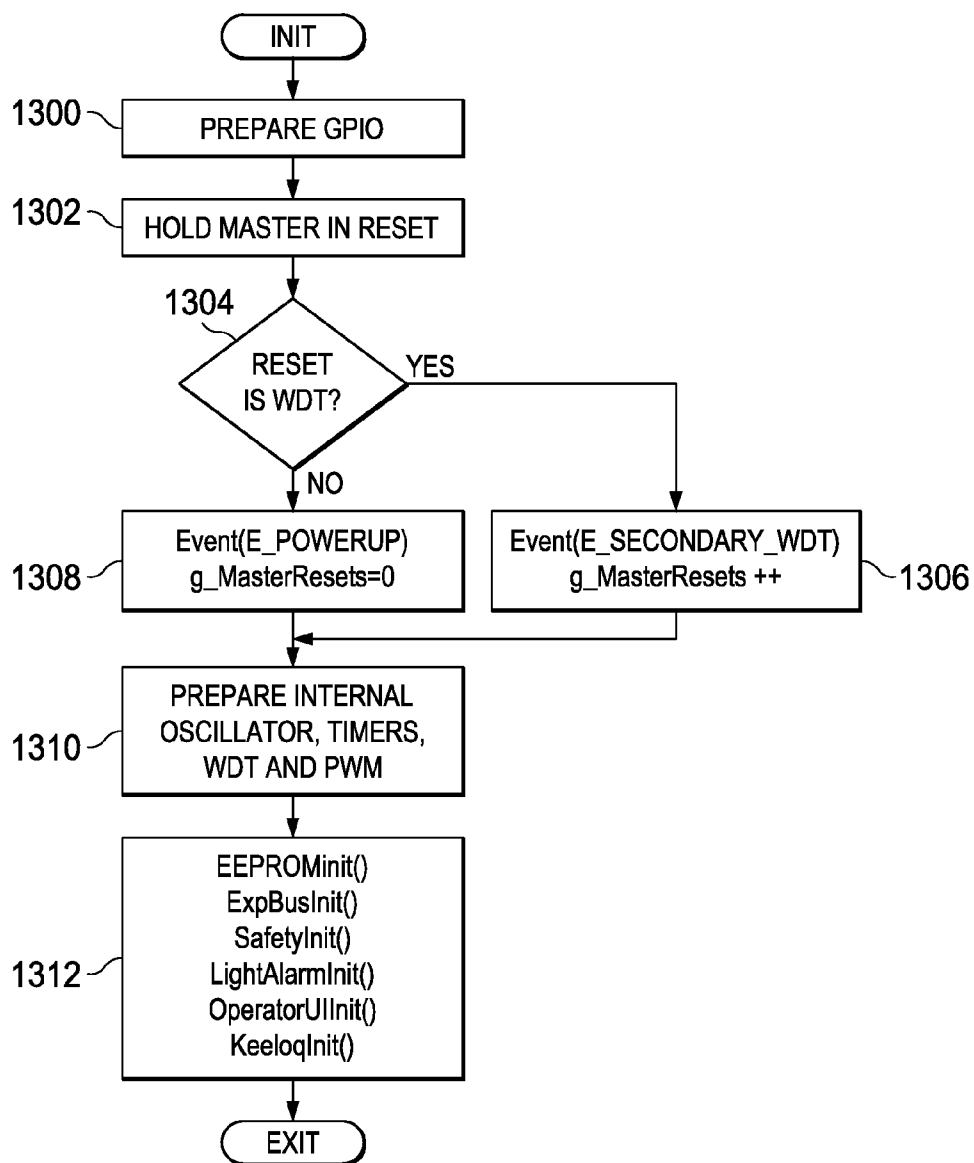 INIT
1300
PREPARE GPIO
1302
HOLD MASTER IN RESET
1304
RESET
IS WDT?
YES
NO
1308
Event(E_POWERUP)
g_MasterResets=0
Event(E_SECONDARY_WDT)
g_MasterResets ++
1306
1310
PREPARE INTERNAL
OSCILLATOR, TIMERS,
WDT AND PWM
1312
EEPROMinit()
ExpBusInit()
SafetyInit()
LightAlarmInit()
OperatorUIInit()
KeeloqInit()
EXIT